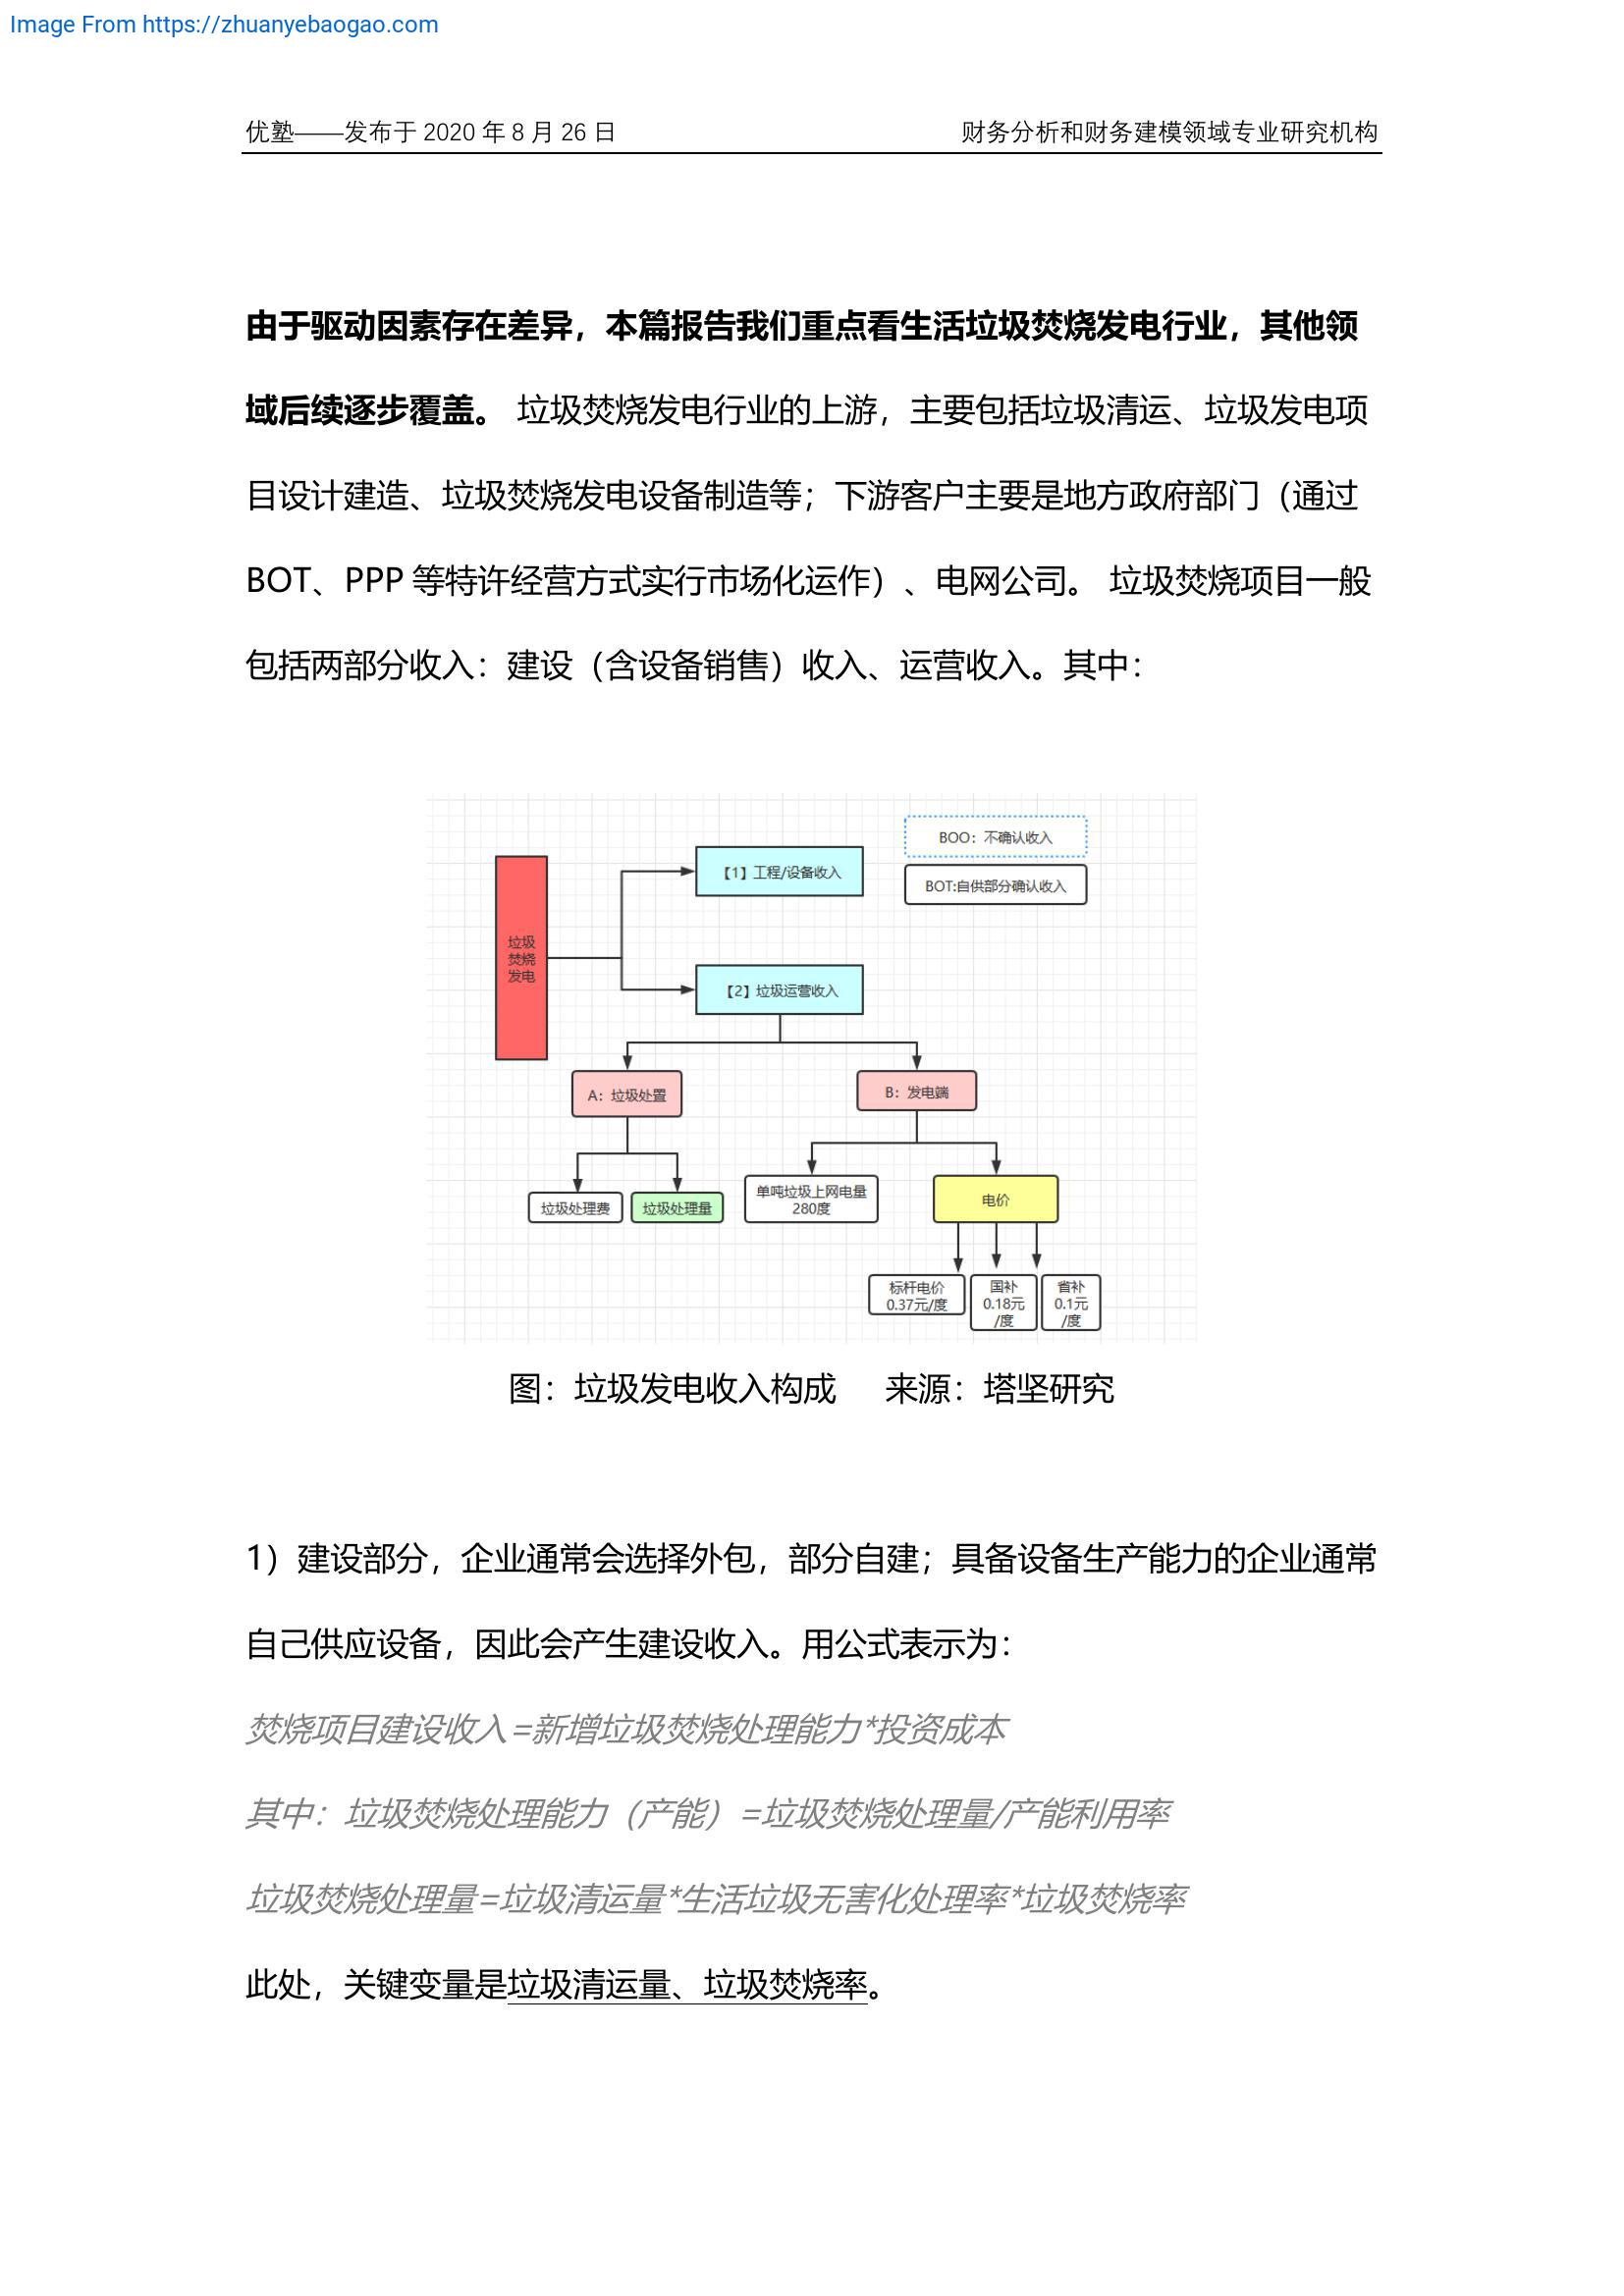 Image From https://zhuanyebaogao.com
优塾——发布于 2020 年 8 月 26 日 财务分析和财务建模领域专业研究机构
由于驱动因素存在差异，本篇报告我们重点看生活垃圾焚烧发电行业，其他领
域后续逐步覆盖。 垃圾焚烧发电行业的上游，主要包括垃圾清运、垃圾发电项
目设计建造、垃圾焚烧发电设备制造等；下游客户主要是地方政府部门（通过
BOT、PPP 等特许经营方式实行市场化运作）、电网公司。 垃圾焚烧项目一般
包括两部分收入：建设（含设备销售）收入、运营收入。其中：
BOO：不确认收入
【1】工程/设备收入
BOT:自供部分确认收入
垃圾
焚烧
发电
【2】垃圾运营收入
A：垃圾处置
B：发电端
垃圾处理费
垃圾处理量
单吨垃圾上网电量
280度
电价
标杆电价
0.37元/度
国补
0.18元
/度
省补
0.1元
/度
图：垃圾发电收入构成 来源：塔坚研究
1）建设部分，企业通常会选择外包，部分自建；具备设备生产能力的企业通常
自己供应设备，因此会产生建设收入。用公式表示为：
焚烧项目建设收入=新增垃圾焚烧处理能力*投资成本
其中：垃圾焚烧处理能力（产能）=垃圾焚烧处理量/产能利用率
垃圾焚烧处理量=垃圾清运量*生活垃圾无害化处理率*垃圾焚烧率
此处，关键变量是垃圾清运量、垃圾焚烧率。